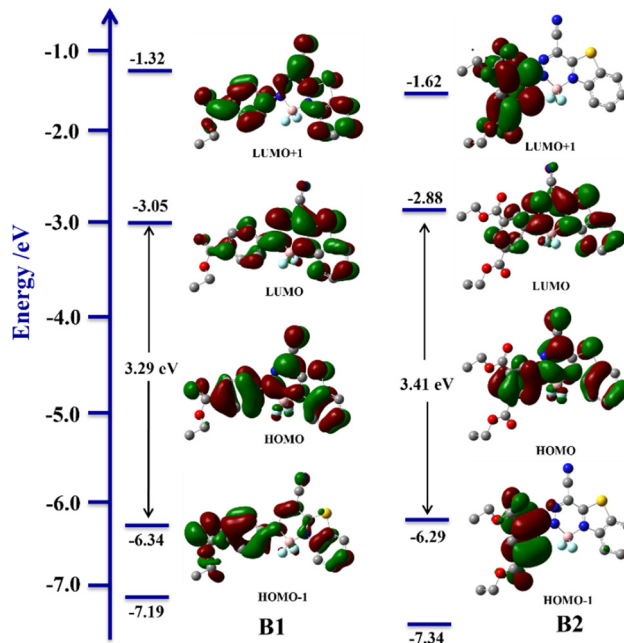 Energy /eV
-1.0
-2.0
-3.0
-4.0
-5.0
-6.0
-7.0
-1.32
LUMO+1
-3.05
LUMO
3.29 eV
HOMO
-6.34
HOMO-1
-7.19
B1
-1.62
LUMO+1
-2.88
LUMO
3.41 eV
HOMO
-6.29
HOMO-1
-7.34
B2